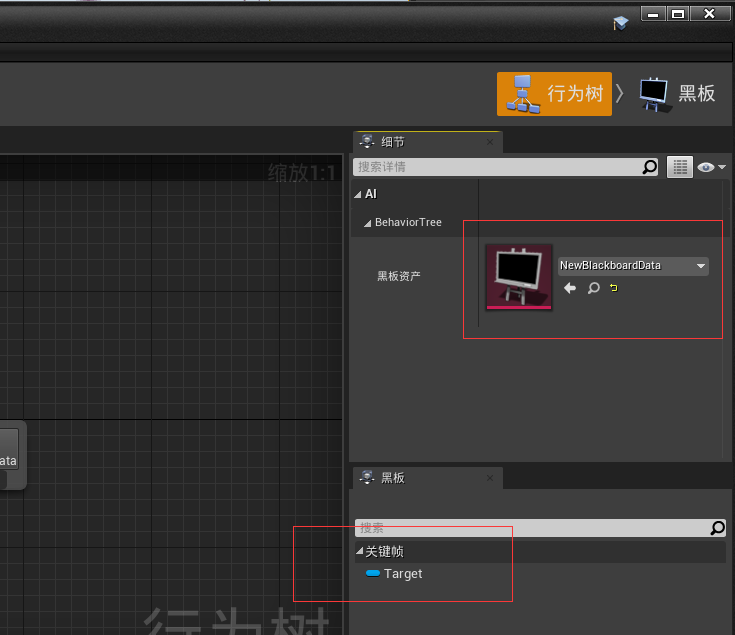 行为树
黑板
细节
缩放1:1
搜索详情
AI
BehaviorTree
黑板资产
NewBlackboardData
ata
黑板
搜索
关键帧
Target
行为树